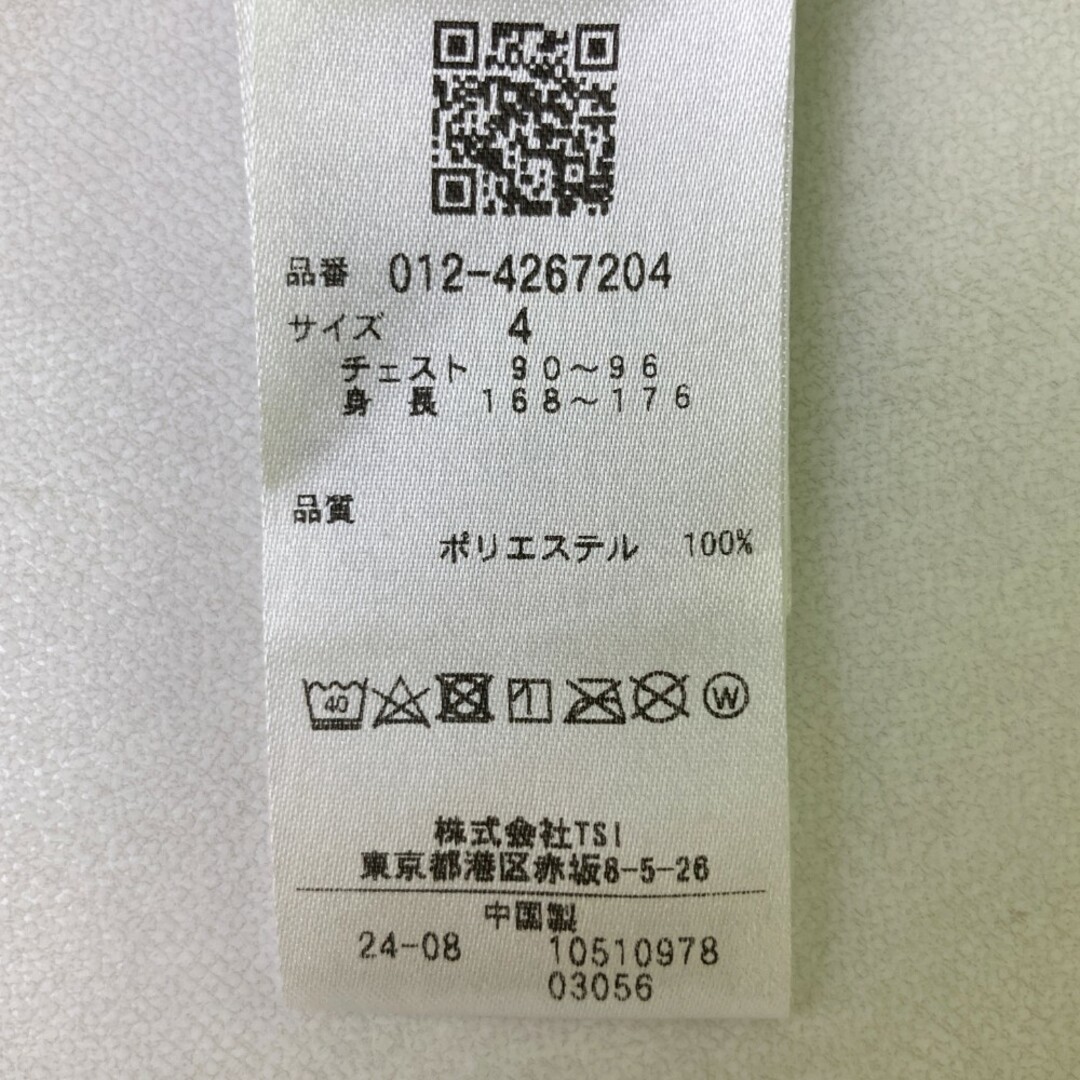 品番 012-4267204
サイズ 4
チェスト 90～96
身長 168～176
品質
ポリエステル 100%
40 W
株式会社TSI
東京都港区赤坂8-5-26
中国製
24-08 10510978
03056